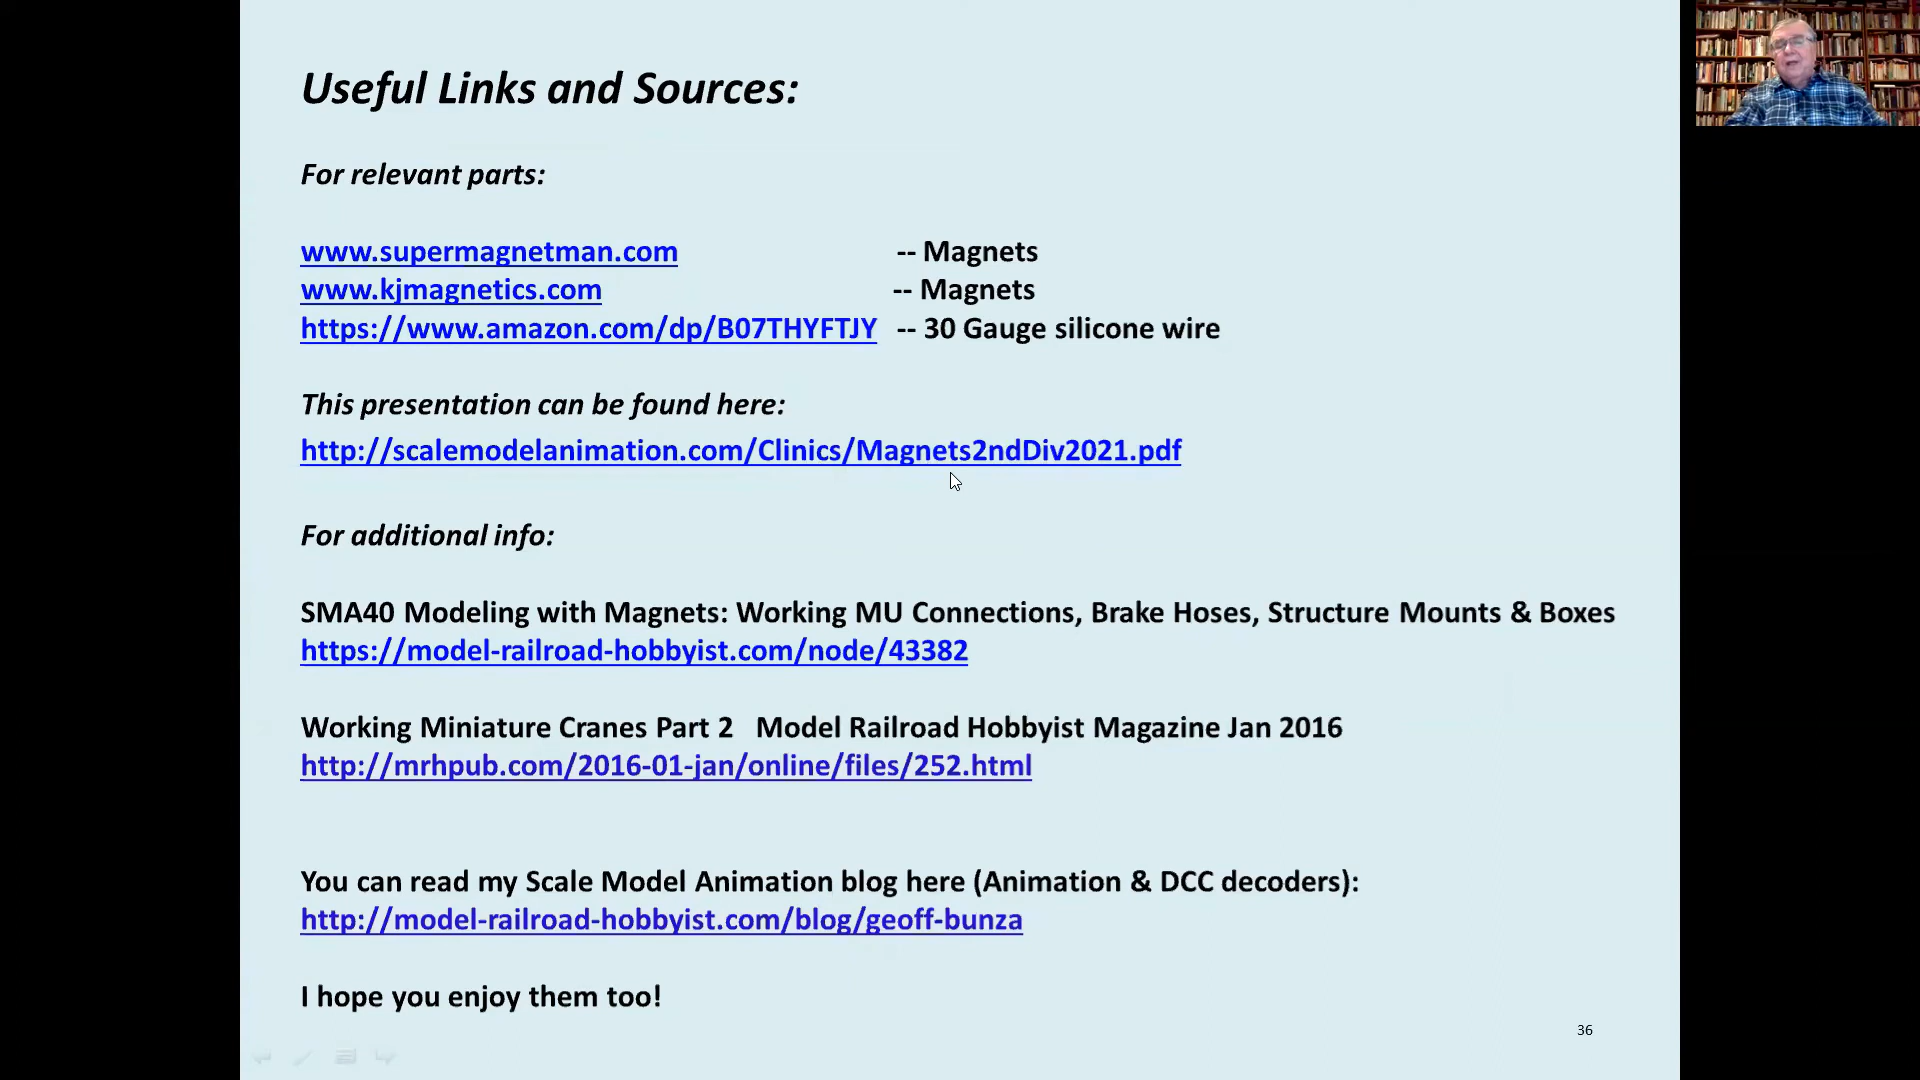 Useful Links and Sources:
For relevant parts:
www.supermagnetman.com -- Magnets
www.kjmagnetics.com -- Magnets
https://www.amazon.com/dp/B07THYFTJY -- 30 Gauge silicone wire
This presentation can be found here:
http://scalemodelanimation.com/Clinics/Magnets2ndDiv2021.pdf
For additional info:
SMA40 Modeling with Magnets: Working MU Connections, Brake Hoses, Structure Mounts & Boxes
https://model-railroad-hobbyist.com/node/43382
Working Miniature Cranes Part 2 Model Railroad Hobbyist Magazine Jan 2016
http://mrhpub.com/2016-01-jan/online/files/252.html
You can read my Scale Model Animation blog here (Animation & DCC decoders):
http://model-railroad-hobbyist.com/blog/geoff-bunza
I hope you enjoy them too!
36